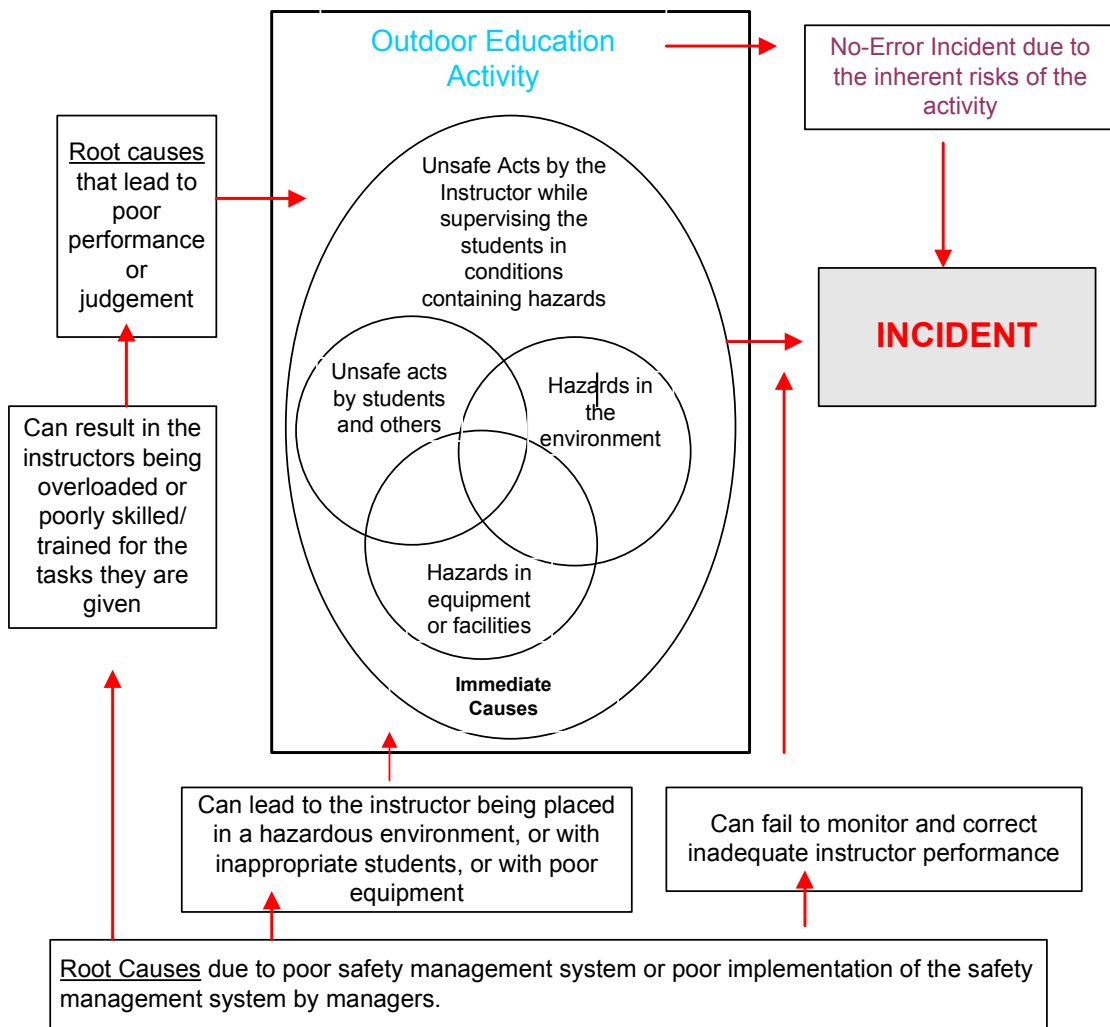 Outdoor Education
Activity
No-Error Incident due to
the inherent risks of the
activity
Root causes
that lead to
poor
performance
or
judgement
Unsafe Acts by the
Instructor while
supervising the
students in
conditions
containing hazards
INCIDENT
Unsafe acts
by students
and others
Hazards in
the
environment
Can result in the
instructors being
overloaded or
poorly skilled/
trained for the
tasks they are
given
Hazards in
equipment
or facilities
Immediate
Causes
Can lead to the instructor being placed
in a hazardous environment, or with
inappropriate students, or with poor
equipment
Can fail to monitor and correct
inadequate instructor performance
Root Causes due to poor safety management system or poor implementation of the safety
management system by managers.